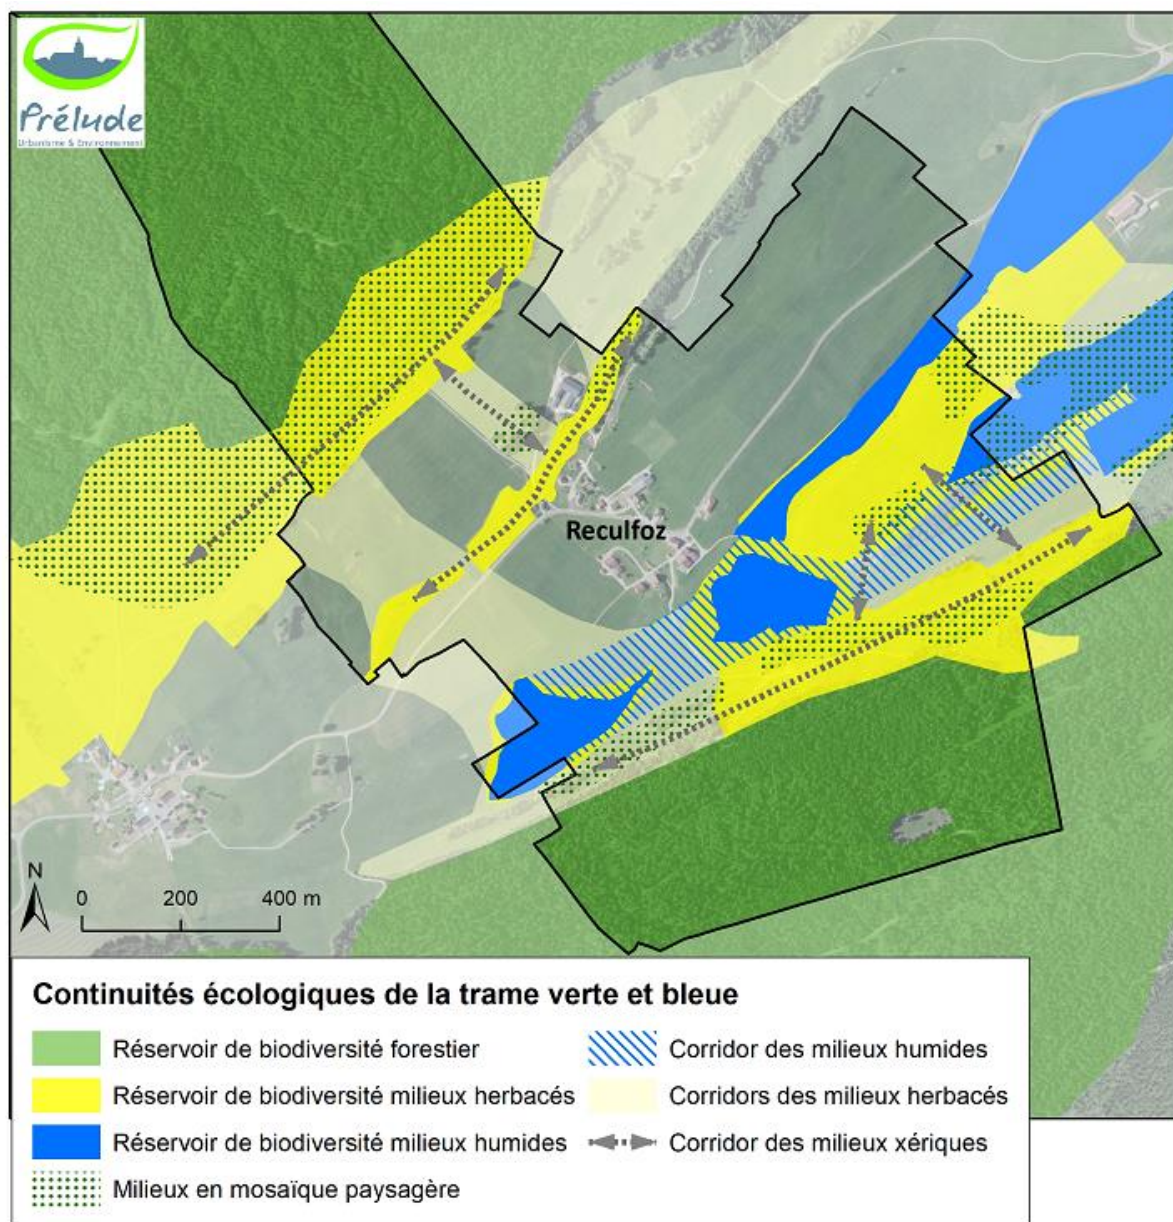 Prélude
Urbanisme & Environnement
Reculfoz
N
0 200 400 m
Continuités écologiques de la trame verte et bleue
Réservoir de biodiversité forestier
Réservoir de biodiversité milieux herbacés
Réservoir de biodiversité milieux humides
Milieux en mosaïque paysagère
Corridor des milieux humides
Corridors des milieux herbacés
Corridor des milieux xériques